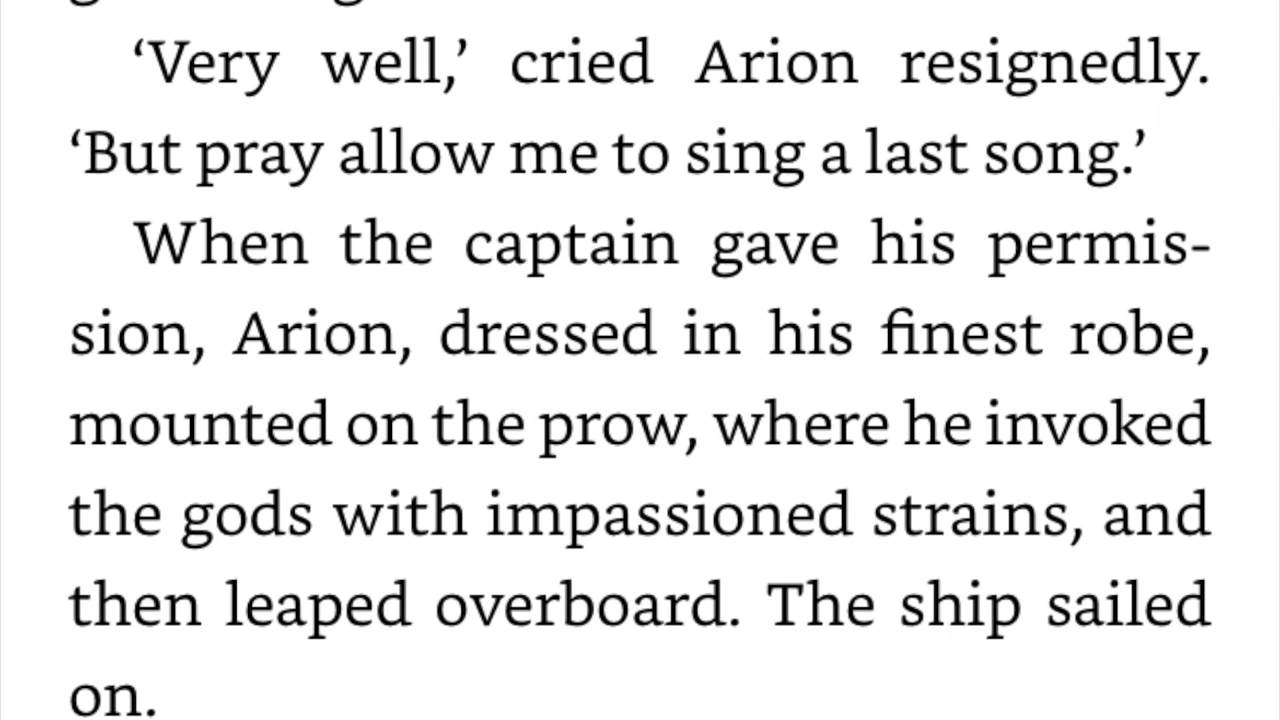 ‘Very well,’ cried Arion resignedly.
‘But pray allow me to sing a last song.’
When the captain gave his permis-
sion, Arion, dressed in his finest robe,
mounted on the prow, where he invoked
the gods with impassioned strains, and
then leaped overboard. The ship sailed
on.